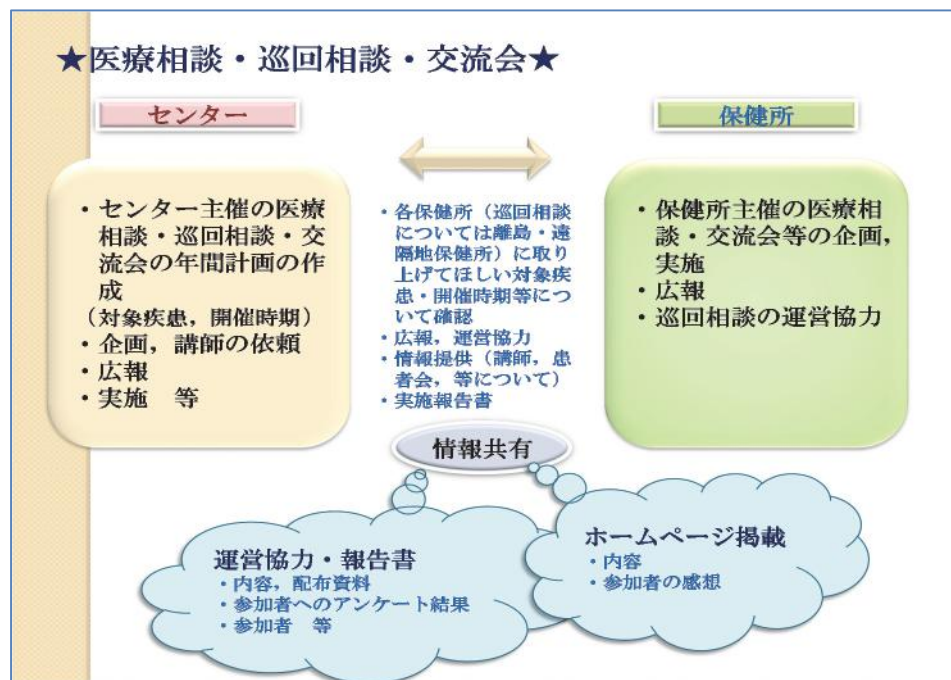 ★医療相談・巡回相談・交流会★
センター
保健所
・センター主催の医療
相談・巡回相談・交
流会の年間計画の作
成
（対象疾患，開催時期）
・企画，講師の依頼
・広報
・実施　等
・各保健所（巡回相談
については離島・遠
隔地保健所）に取り
上げてほしい対象疾
患・開催時期等につ
いて確認
・広報，運営協力
・情報提供（講師，患
者会，等について）
・実施報告書
・保健所主催の医療相
談・交流会等の企画，
実施
・広報
・巡回相談の運営協力
情報共有
運営協力・報告書
・内容，配布資料
・参加者へのアンケート結果
・参加者　等
ホームページ掲載
・内容
・参加者の感想